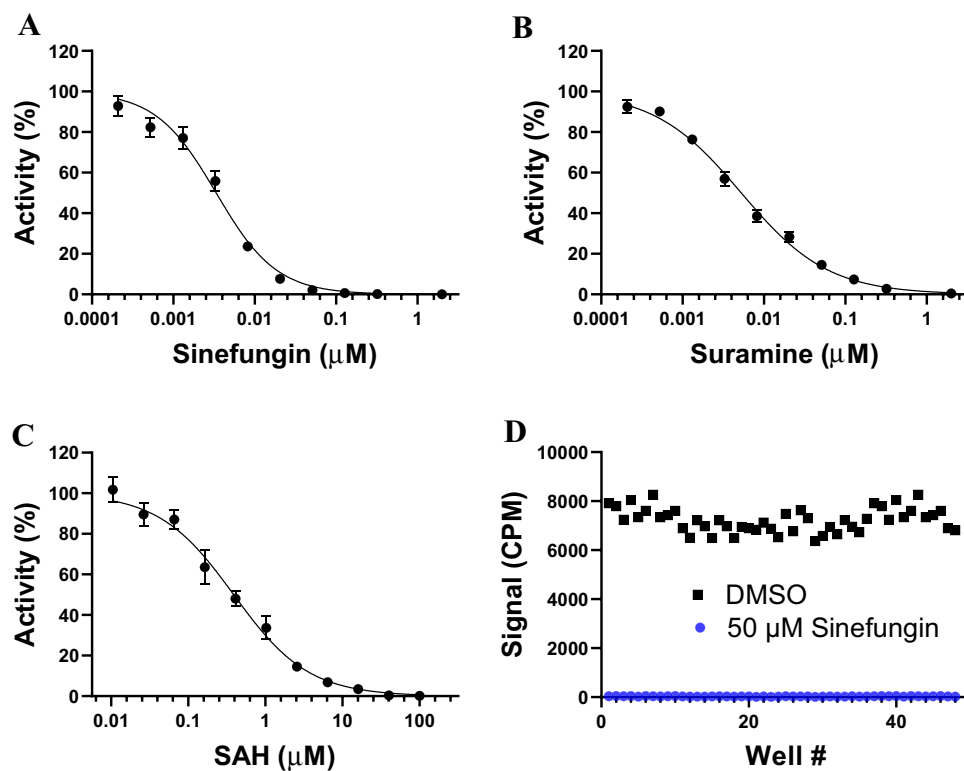 A
120
100
80
60
40
20
0
Activity (%)
0.0001 0.001 0.01 0.1 1
Sinefungin (μM)
B
120
100
80
60
40
20
0
Activity (%)
0.0001 0.001 0.01 0.1 1
Suramine (μM)
C
120
100
80
60
40
20
0
Activity (%)
0.01 0.1 1 10 100
SAH (μM)
D
10000
8000
6000
4000
2000
0
Signal (CPM)
DMSO
50 μM Sinefungin
0 20 40
Well #